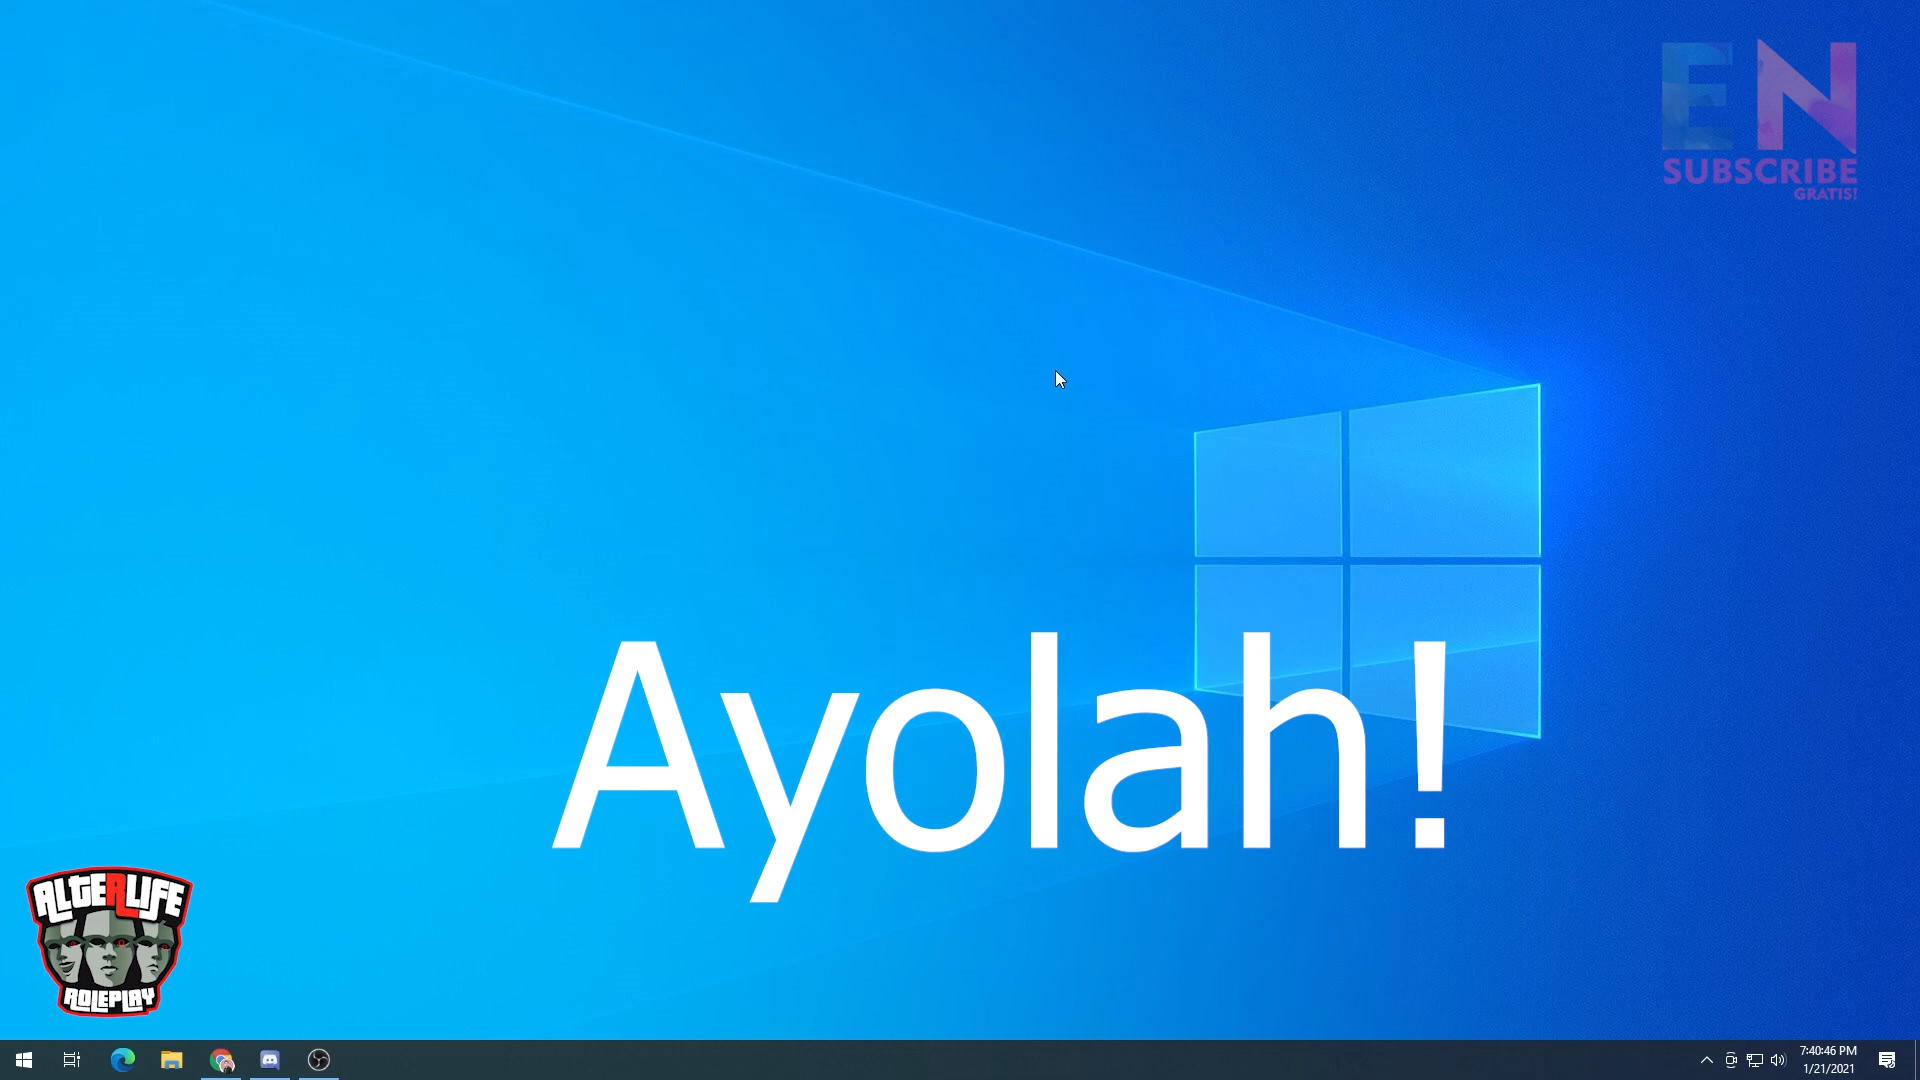 EN
SUBSCRIBE
GRATIS!
Ayolah!
ALTERLIFE
ROLEPLAY
7:40:46 PM
1/21/2021